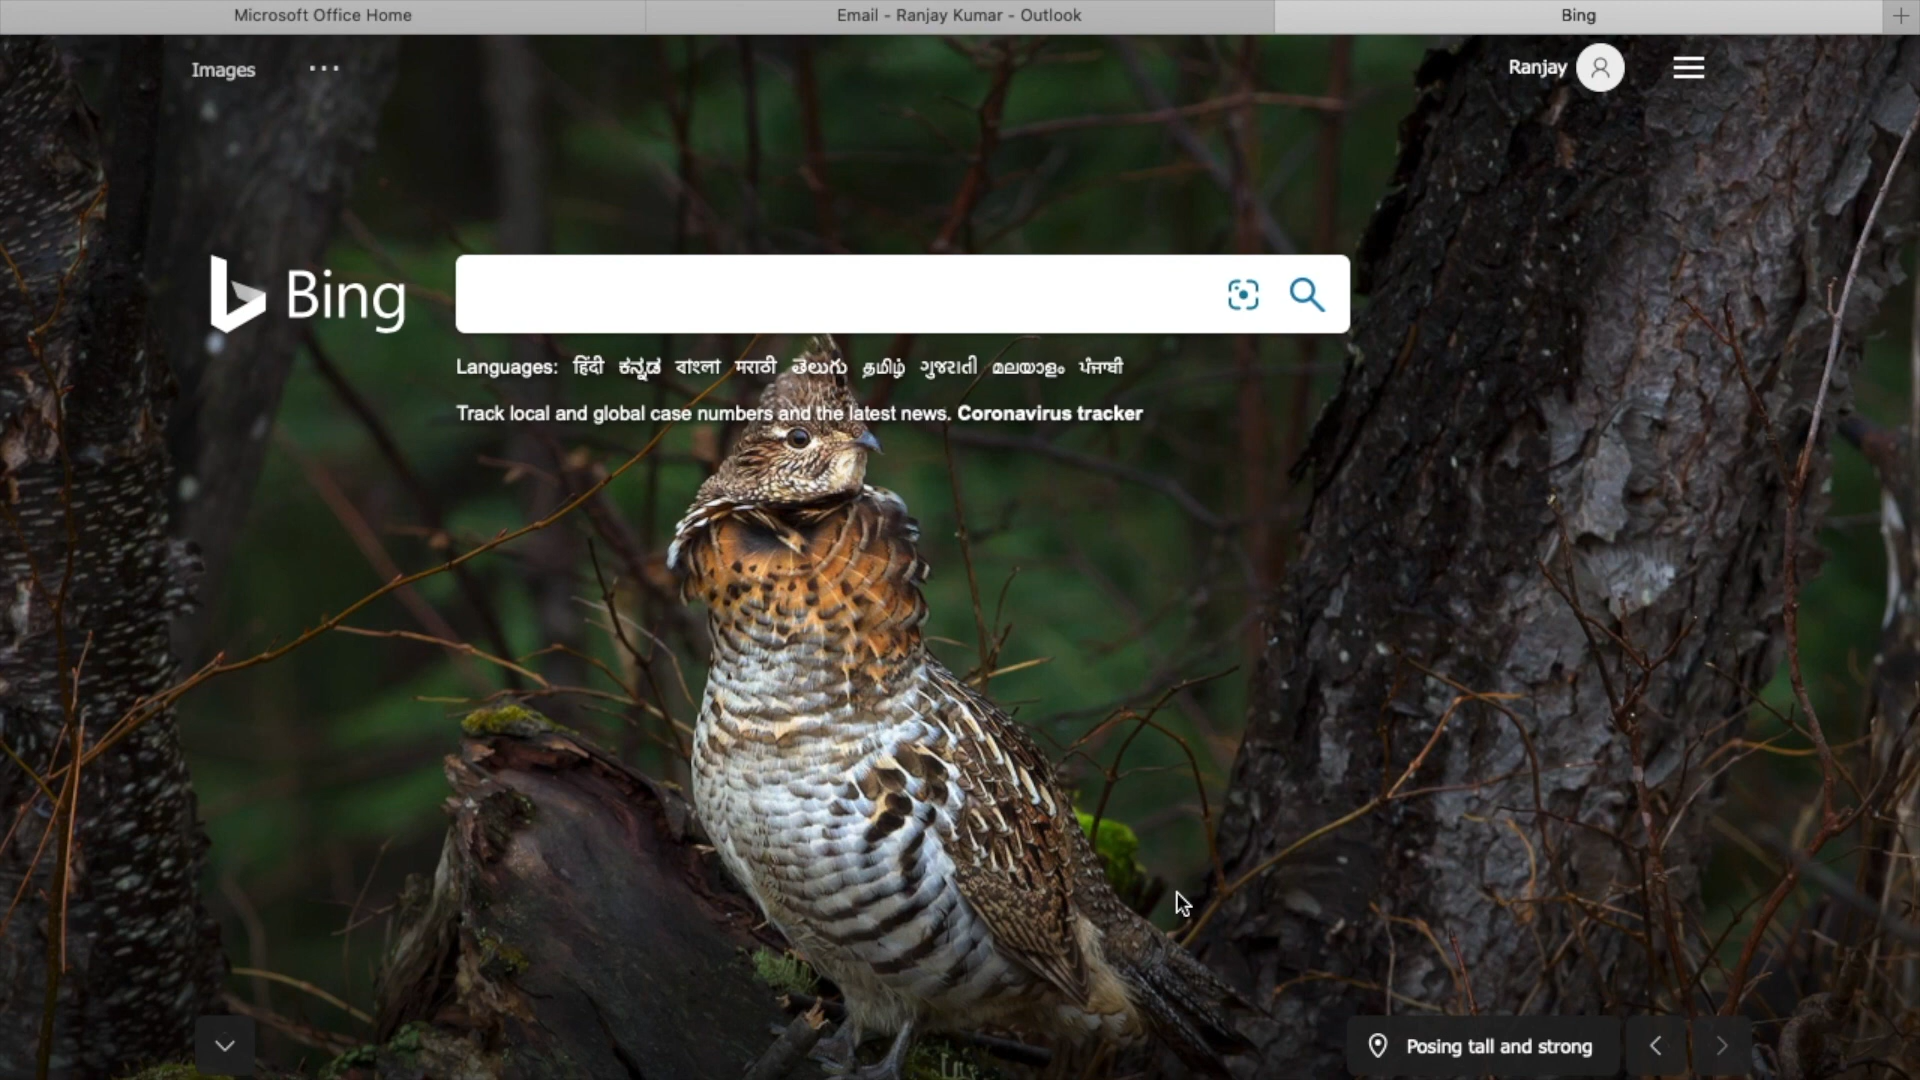 Microsoft Office Home
Email - Ranjay Kumar - Outlook
Bing
Images
Ranjay
Bing
Languages: हिंदी ಕನ್ನಡ বাংলা मराठी తెలుగు தமிழ் ગુજરાતી മലയാളം ਪੰਜਾਬੀ
Track local and global case numbers and the latest news. Coronavirus tracker
Posing tall and strong